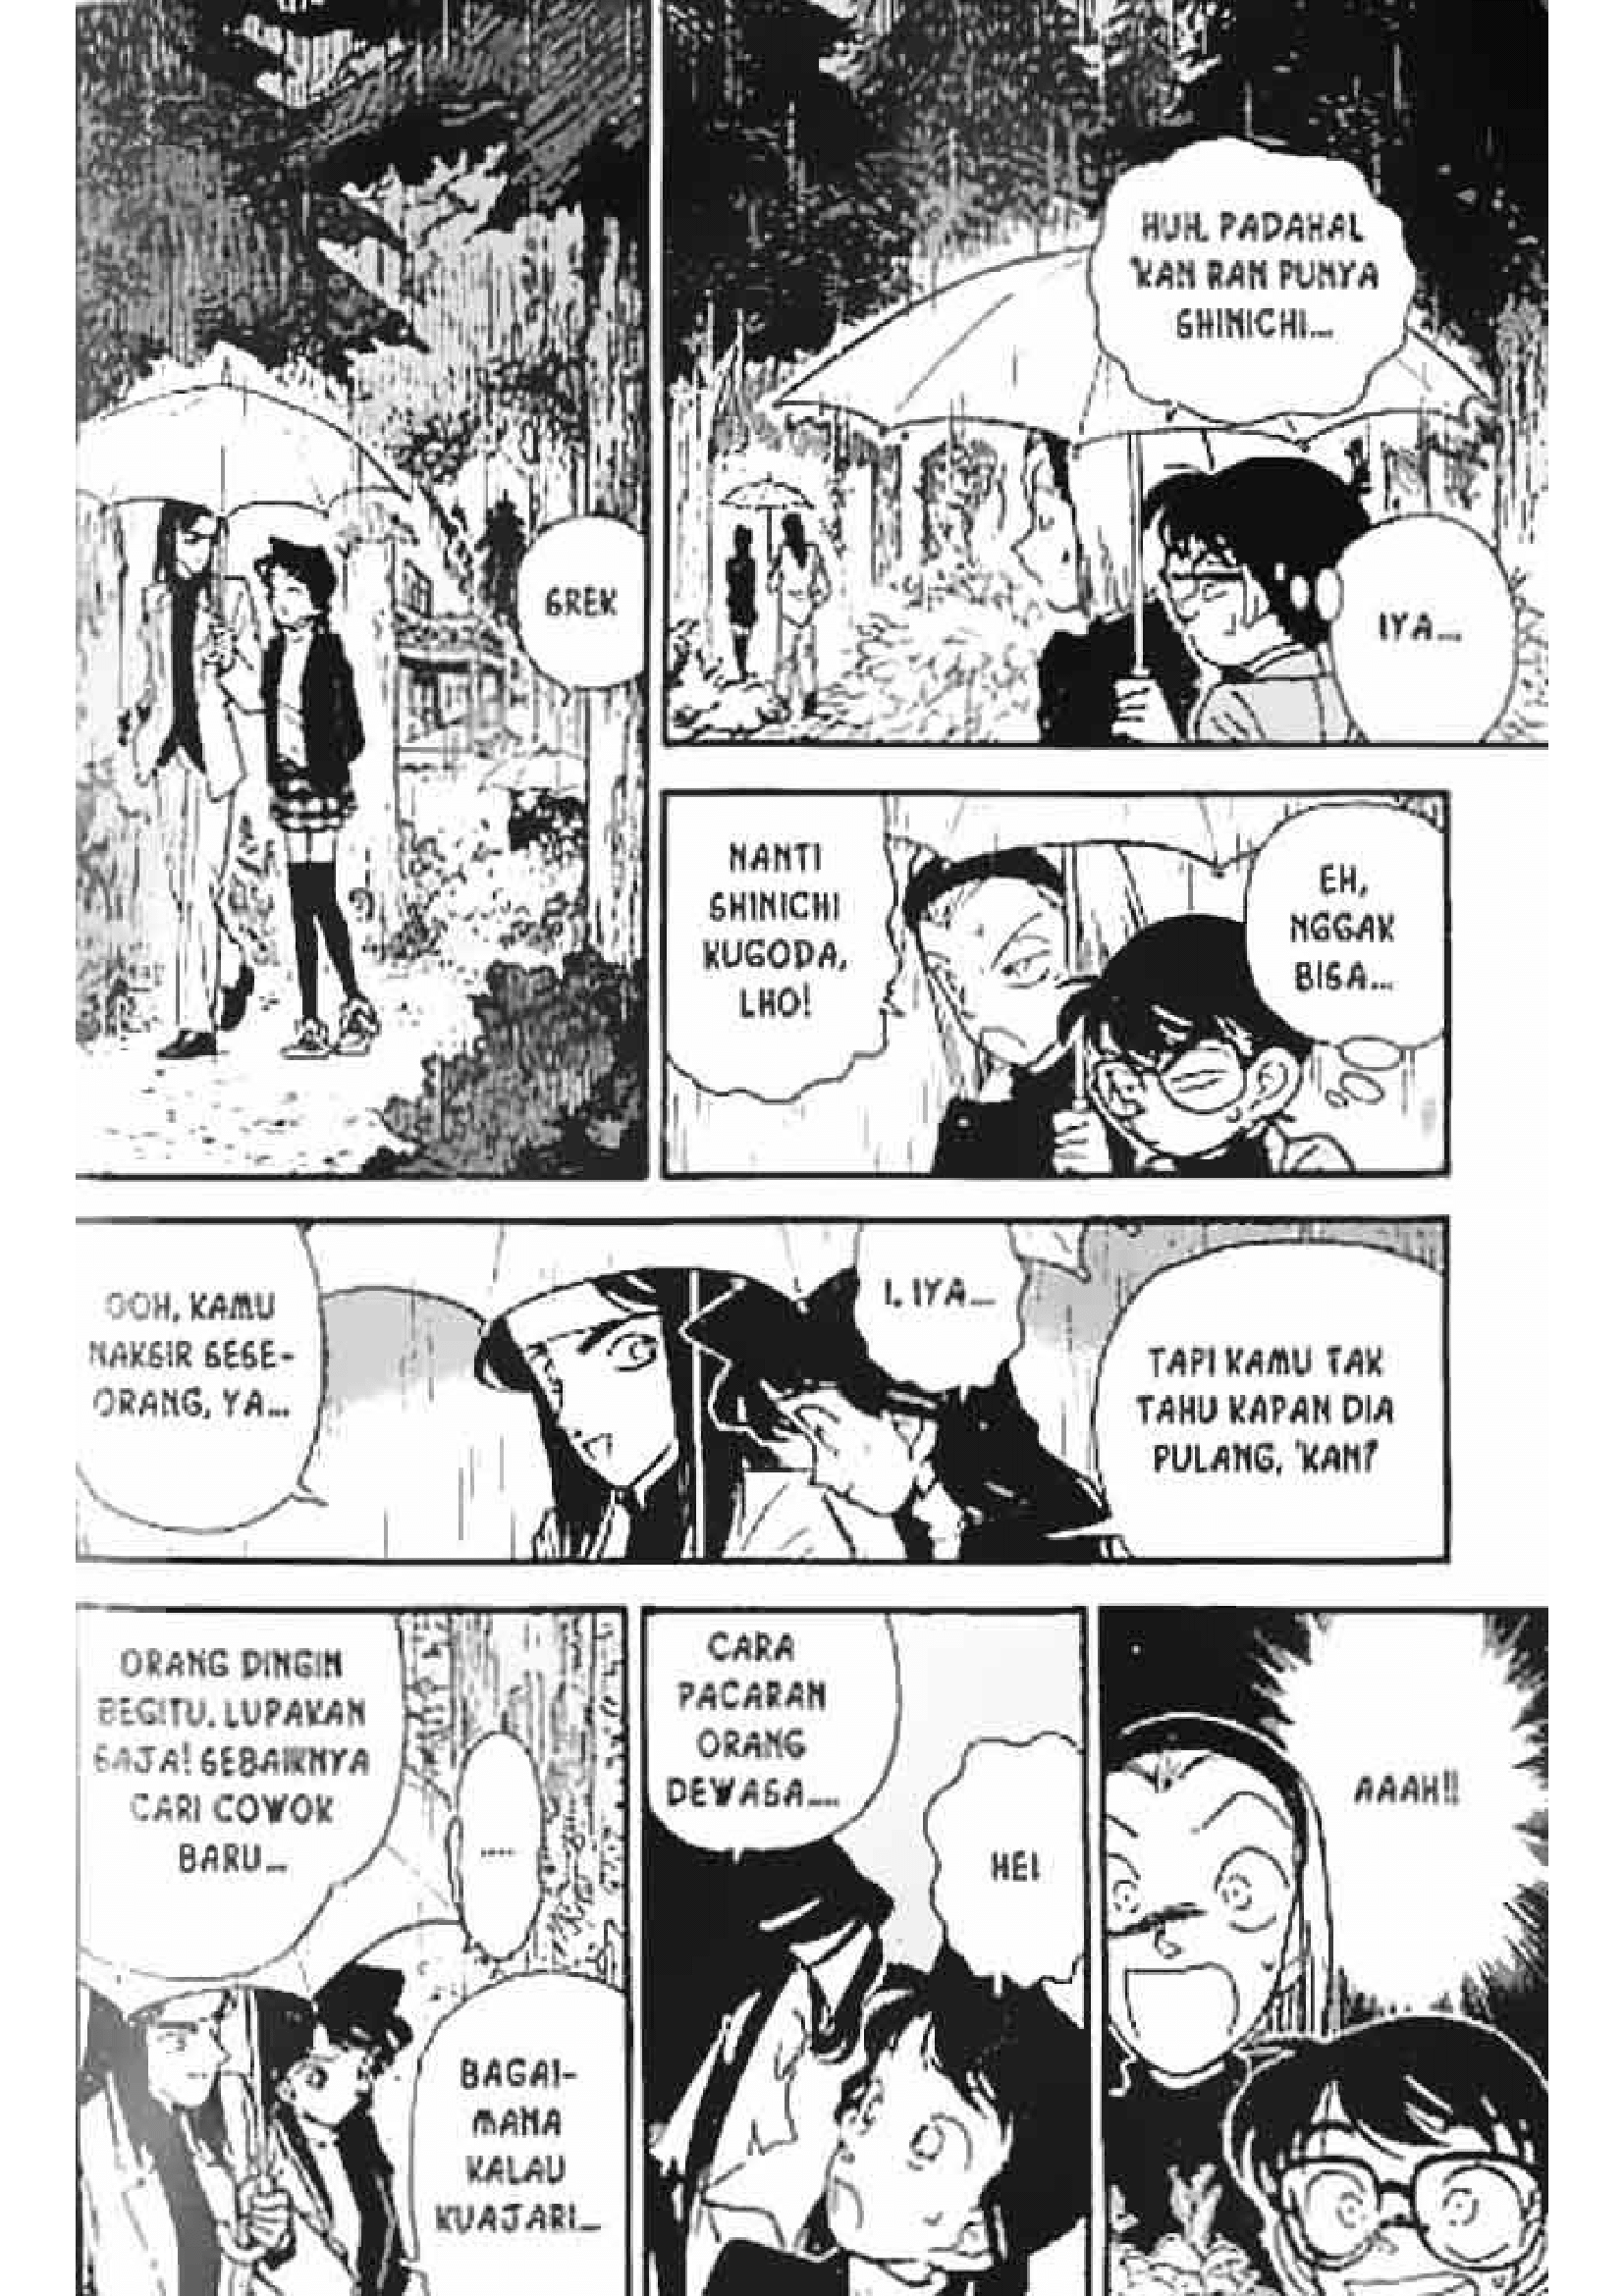 HUH, PADAHAL
'KAN RAN PUNYA
SHINICHI...
IYA...
EH,
NGGAK
BISA...
NANTI
SHINICHI
KUGODA,
LHO!
SREK
TAPI KAMU TAK
TAHU KAPAN DIA
PULANG, 'KAN?
I, IYA...
OOH, KAMU
NAKSIR SESE-
ORANG, YA...
AAAH!!
HEI
CARA
PACARAN
ORANG
DEWASA....
....
ORANG DINGIN
BEGITU, LUPAKAN
SAJA! SEBAIKNYA
CARI COWOK
BARU...
BAGAI-
MANA
KALAU
KUAJARI...